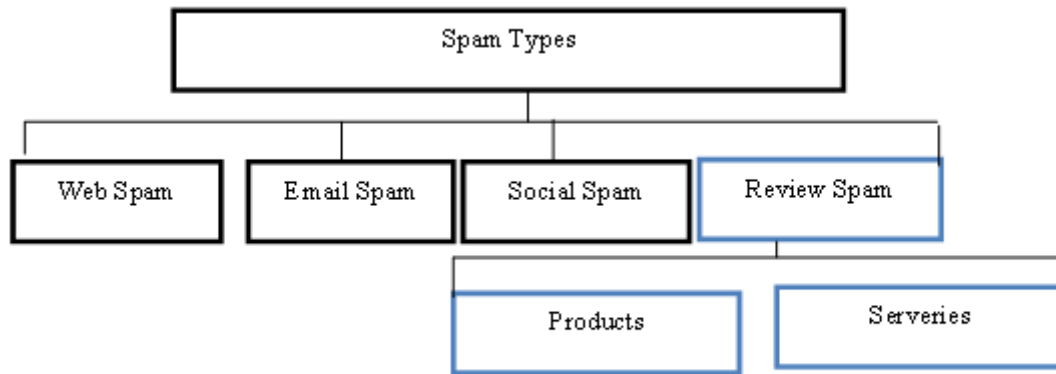 Spam Types
Web Spam
Email Spam
Social Spam
Review Spam
Products
Serveries